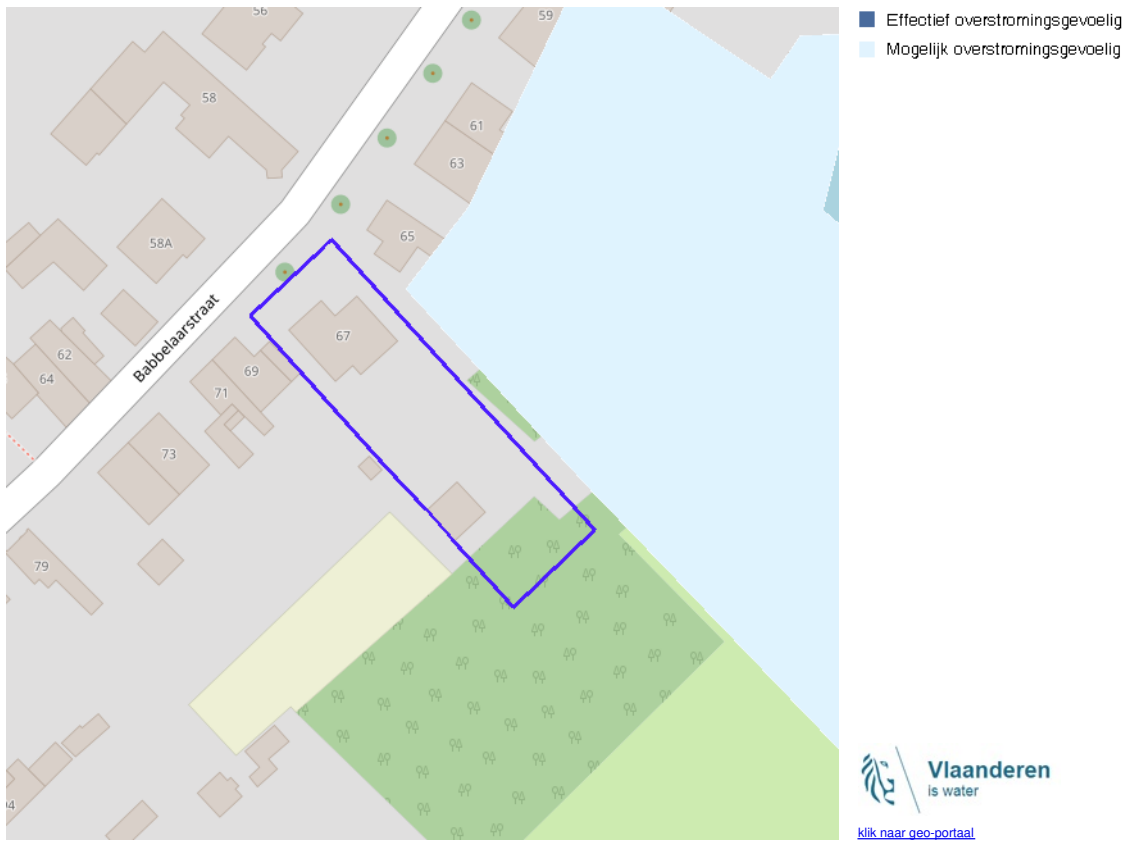 56
59
58
61
63
58A
65
67
62
64
69
71
Babbelaarstraat
73
79
94
Effectief overstromingsgevoelig
Mogelijk overstromingsgevoelig
Vlaanderen
is water
klik naar geo-portaal